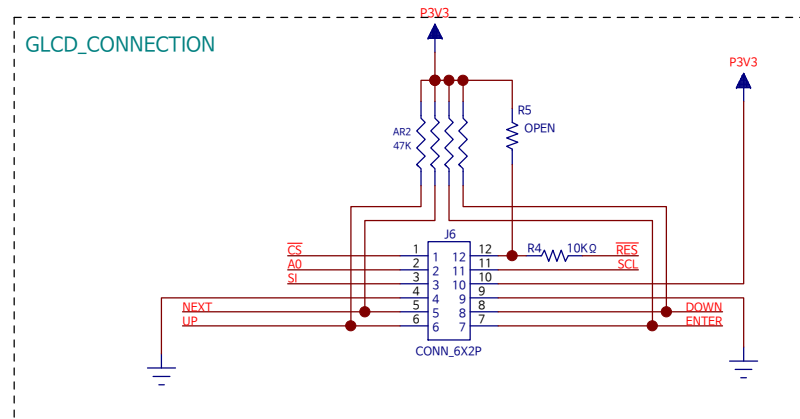 P3V3
GLCD_CONNECTION
P3V3
R5
OPEN
AR2
47K
J6
CS 1 1 12 12 R4 10KΩ RES
A0 2 2 11 11 SCL
SI 3 3 10 10
4 4 9 9
NEXT 5 5 8 8 DOWN
UP 6 6 7 7 ENTER
CONN_6X2P